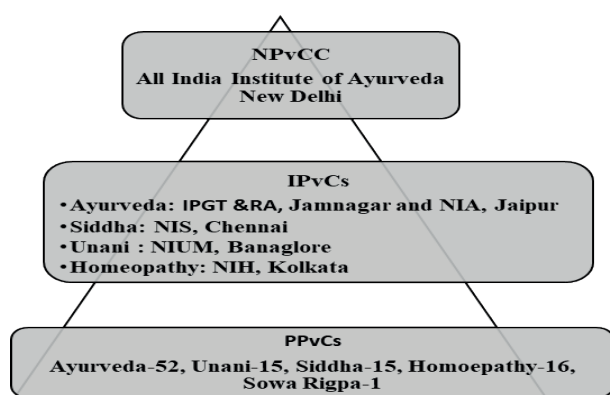 NPvCC
All India Institute of Ayurveda
New Delhi
IPvCs
•Ayurveda: IPGT &RA, Jamnagar and NIA, Jaipur
•Siddha: NIS, Chennai
•Unani : NIUM, Banaglore
•Homeopathy: NIH, Kolkata
PPvCs
Ayurveda-52, Unani-15, Siddha-15, Homoepathy-16,
Sowa Rigpa-1